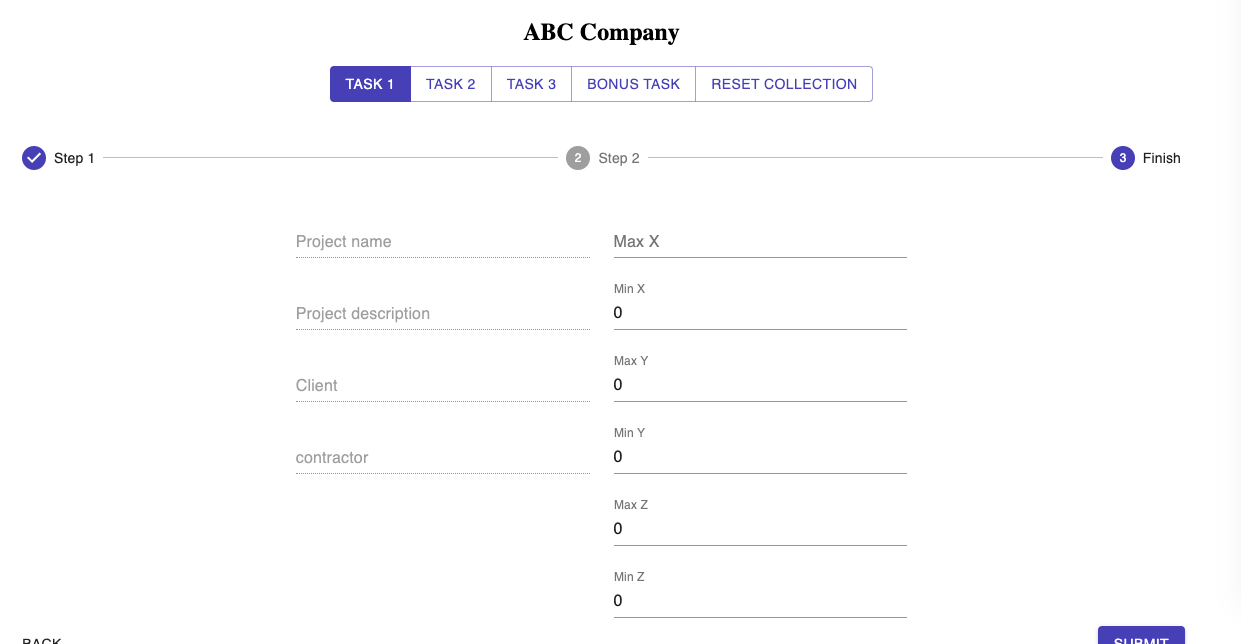 ABC Company
TASK 1 TASK 2 TASK 3 BONUS TASK RESET COLLECTION
Step 1 2 Step 2 3 Finish
Project name Max X
Min X
Project description 0
Max Y
Client 0
Min Y
contractor 0
Max Z
0
Min Z
0
BACK SUBMIT